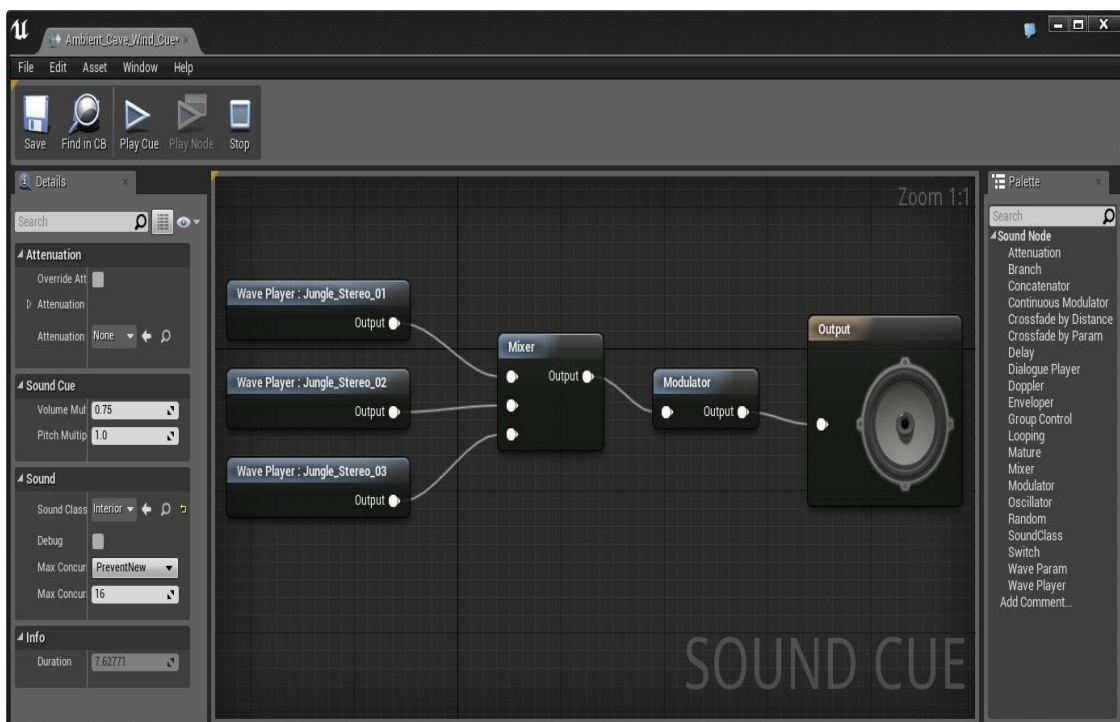 Ambient_Cave_Wind_Cue*
File Edit Asset Window Help
Save Find in CB Play Cue Play Node Stop
Details
Search
Attenuation
Override Att
Attenuation
Attenuation None
Sound Cue
Volume Mul 0.75
Pitch Multip 1.0
Sound
Sound Class Interior
Debug
Max Concur PreventNew
Max Concur 16
Info
Duration 7.62771
Zoom 1:1
Wave Player : Jungle_Stereo_01
Output
Wave Player : Jungle_Stereo_02
Output
Wave Player : Jungle_Stereo_03
Output
Mixer
Output
Modulator
Output
Output
SOUND CUE
Palette
Search
Sound Node
Attenuation
Branch
Concatenator
Continuous Modulator
Crossfade by Distance
Crossfade by Param
Delay
Dialogue Player
Doppler
Enveloper
Group Control
Looping
Mature
Mixer
Modulator
Oscillator
Random
SoundClass
Switch
Wave Param
Wave Player
Add Comment...